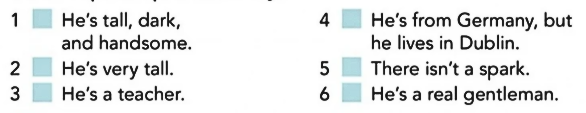 1 He's tall, dark,
and handsome.
2 He's very tall.
3 He's a teacher.
4 He's from Germany, but
he lives in Dublin.
5 There isn't a spark.
6 He's a real gentleman.